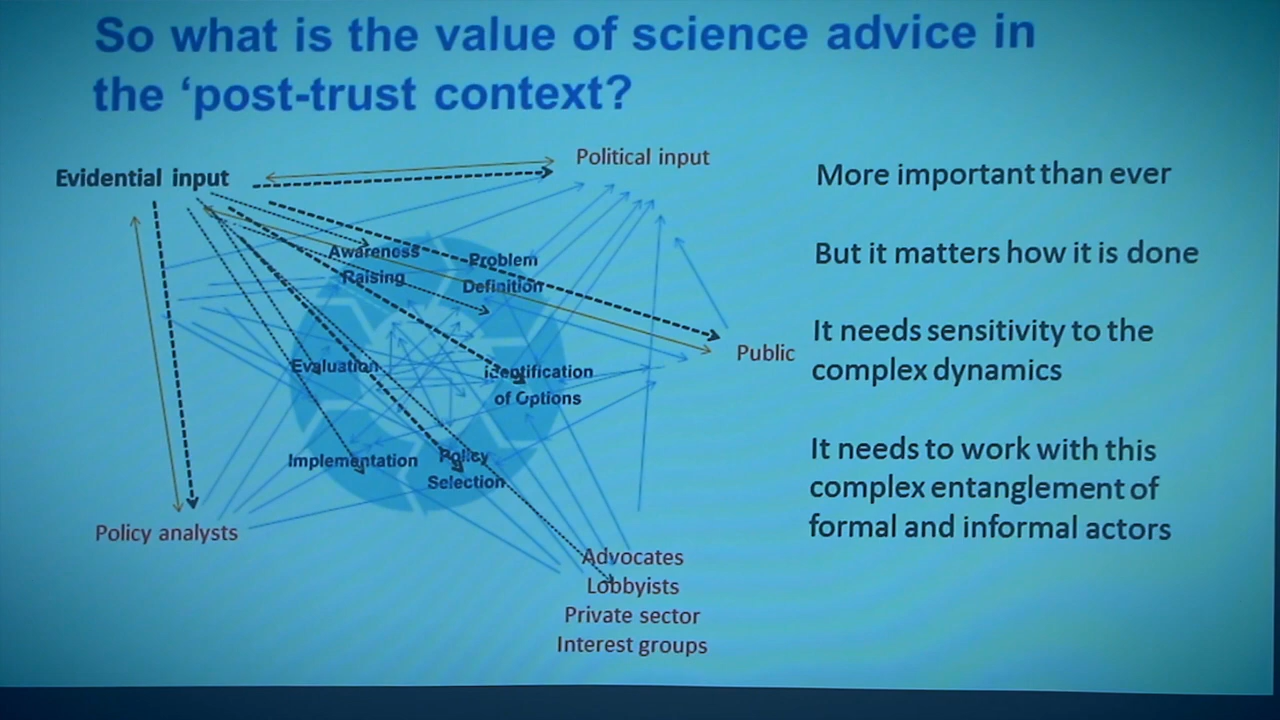 So what is the value of science advice in
the ‘post-trust context?
Evidential input
Political input
Awareness
Raising
Problem
Definition
Public
Evaluation
Identification
of Options
Implementation
Policy
Selection
Policy analysts
Advocates
Lobbyists
Private sector
Interest groups
More important than ever
But it matters how it is done
It needs sensitivity to the
complex dynamics
It needs to work with this
complex entanglement of
formal and informal actors